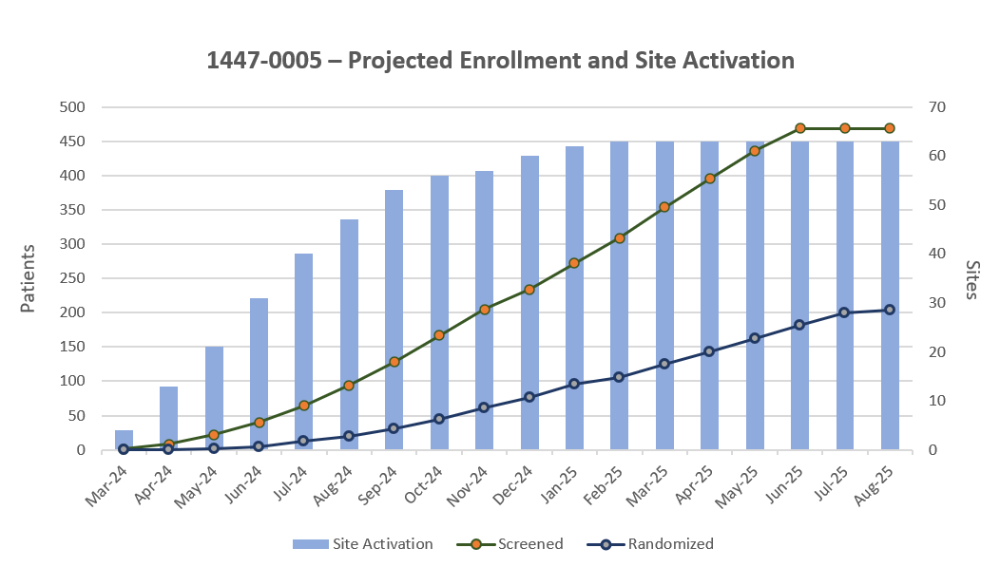 1447-0005 – Projected Enrollment and Site Activation
Patients
500
450
400
350
300
250
200
150
100
50
0
70
60
50
40
30
20
10
0
Sites
Mar-24
Apr-24
May-24
Jun-24
Jul-24
Aug-24
Sep-24
Oct-24
Nov-24
Dec-24
Jan-25
Feb-25
Mar-25
Apr-25
May-25
Jun-25
Jul-25
Aug-25
Site Activation
Screened
Randomized